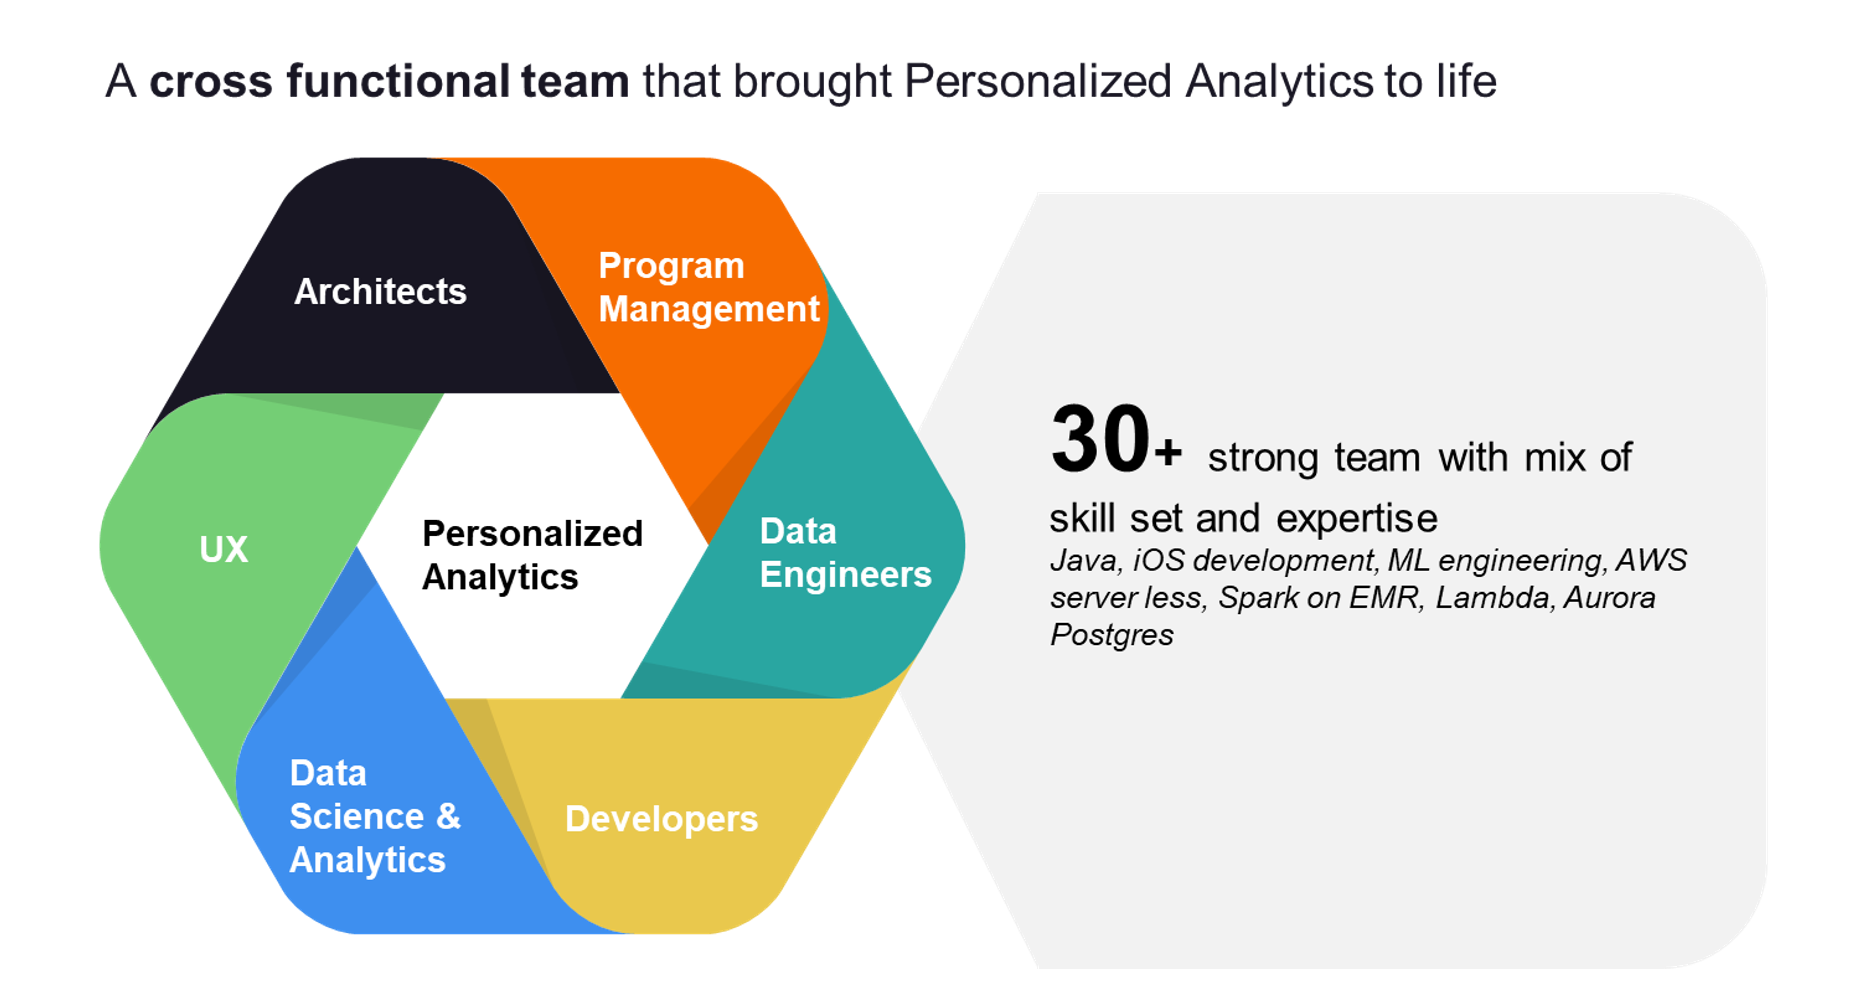 A cross functional team that brought Personalized Analytics to life
Architects
Program
Management
UX
Personalized
Analytics
Data
Engineers
Data
Science &
Analytics
Developers
30+ strong team with mix of
skill set and expertise
Java, iOS development, ML engineering, AWS
server less, Spark on EMR, Lambda, Aurora
Postgres